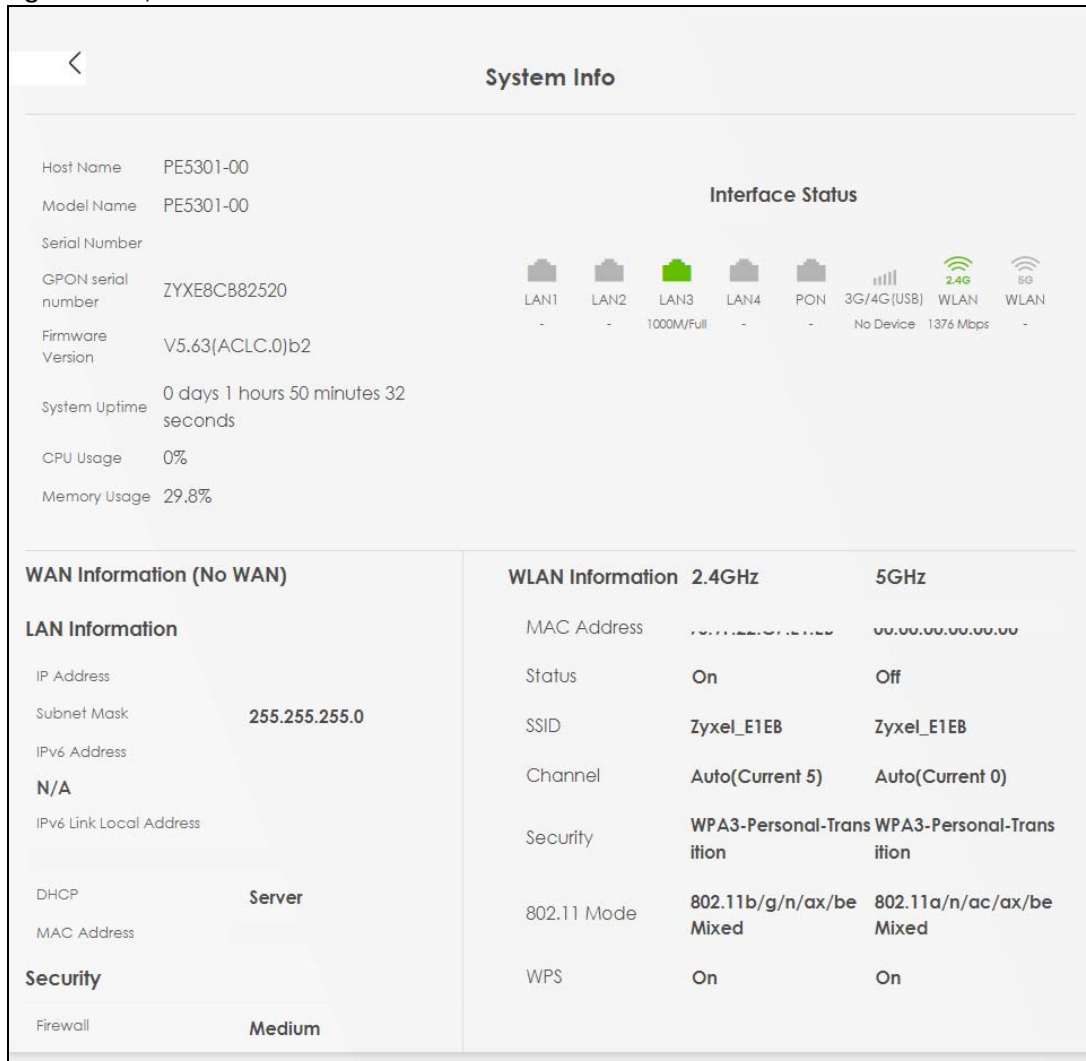 System Info
Host Name PE5301-00
Model Name PE5301-00
Serial Number
GPON serial number ZYXE8CB82520
Firmware Version V5.63(ACLC.0)b2
System Uptime 0 days 1 hours 50 minutes 32 seconds
CPU Usage 0%
Memory Usage 29.8%
Interface Status
2.4G 5G
LAN1 LAN2 LAN3 LAN4 PON 3G/4G(USB) WLAN WLAN
- - 1000M/Full - - No Device 1376 Mbps -
WAN Information (No WAN)
LAN Information
IP Address
Subnet Mask 255.255.255.0
IPv6 Address
N/A
IPv6 Link Local Address
DHCP Server
MAC Address
Security
Firewall Medium
WLAN Information 2.4GHz 5GHz
MAC Address
Status On Off
SSID Zyxel_E1EB Zyxel_E1EB
Channel Auto(Current 5) Auto(Current 0)
Security WPA3-Personal-Trans WPA3-Personal-Trans
ition ition
802.11 Mode 802.11b/g/n/ax/be 802.11a/n/ac/ax/be
Mixed Mixed
WPS On On